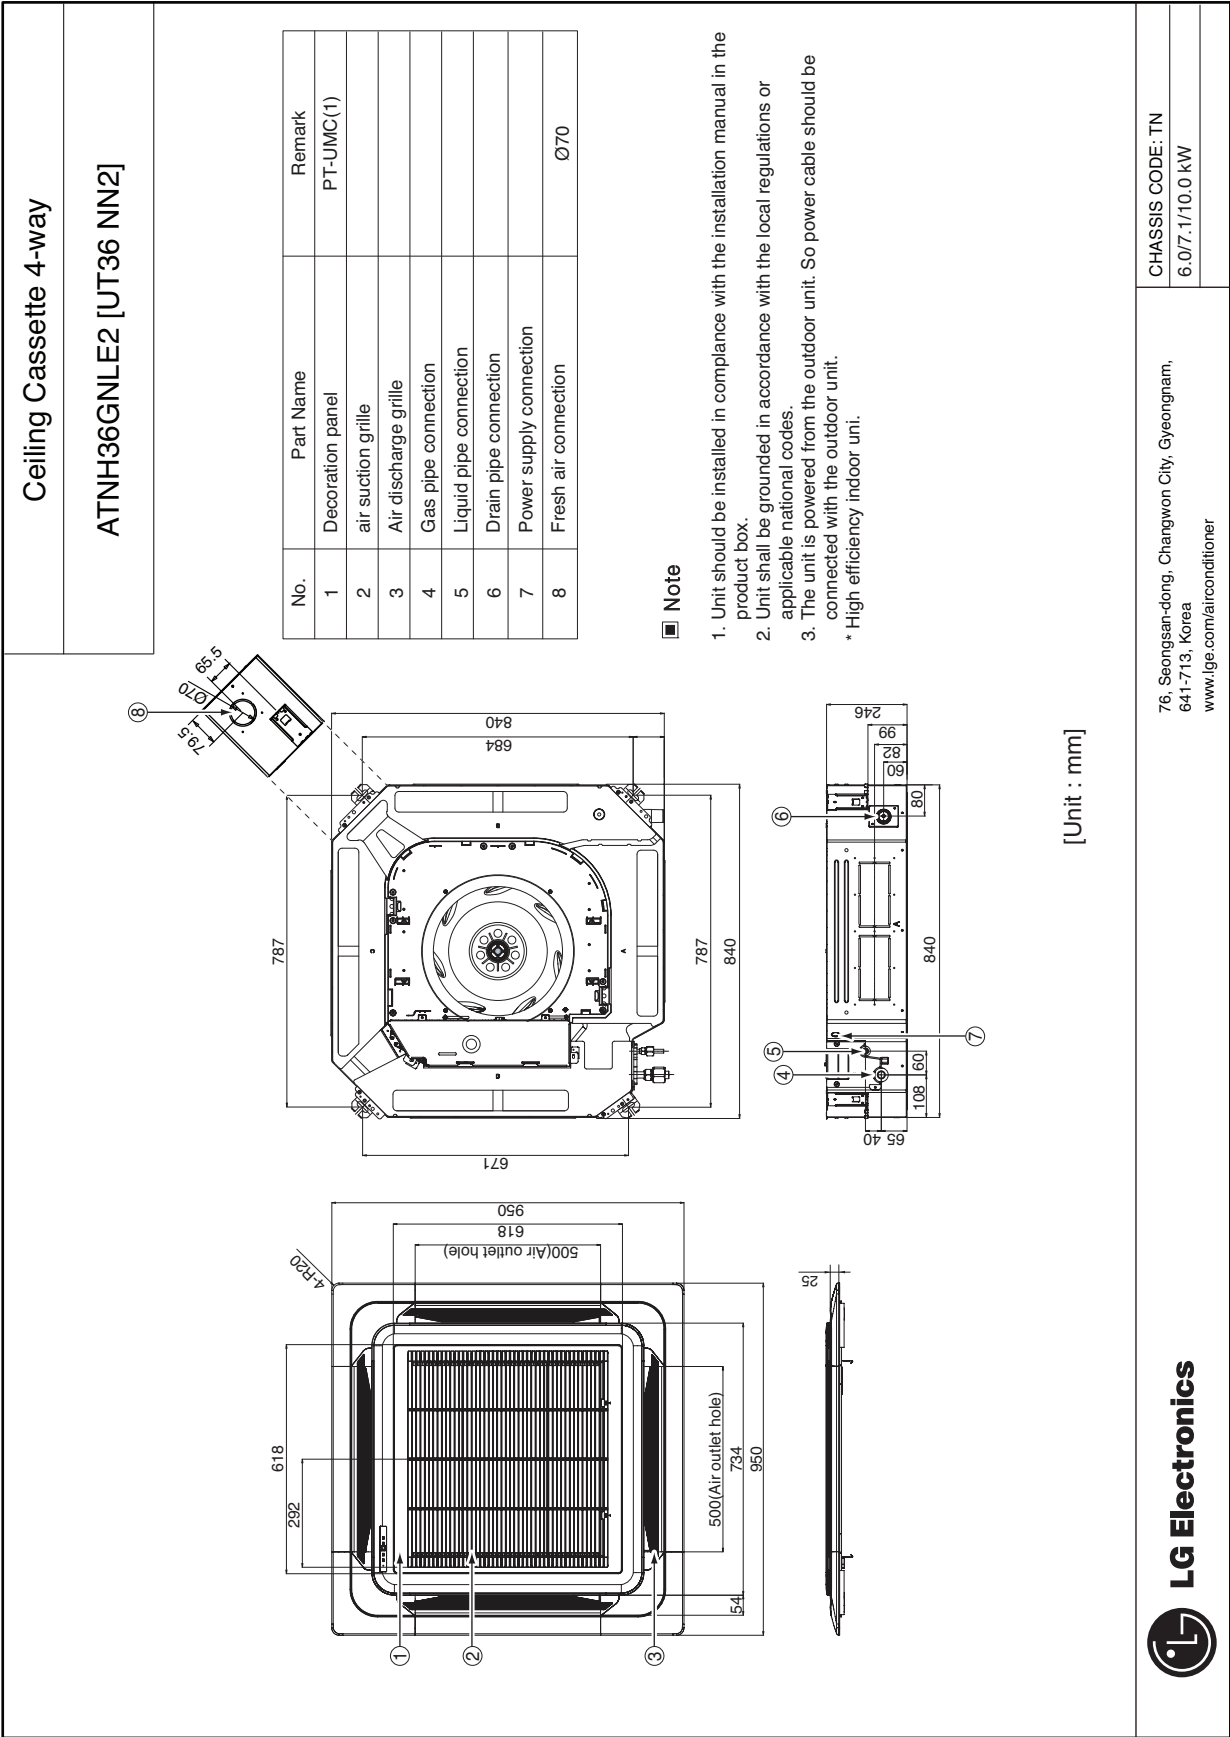 Ceiling Cassette 4-way
ATNH36GNLE2 [UT36 NN2]
No. Part Name Remark
1 Decoration panel PT-UMC(1)
2 air suction grille
3 Air discharge grille
4 Gas pipe connection
5 Liquid pipe connection
6 Drain pipe connection
7 Power supply connection
8 Fresh air connection Ø70
Note
1. Unit should be installed in complance with the installation manual in the
product box.
2. Unit shall be grounded in accordance with the local regulations or
applicable national codes.
3. The unit is powered from the outdoor unit. So power cable should be
connected with the outdoor unit.
* High efficiency indoor uni.
8
79.5
Ø70
65.5
787
840
684
787
840
671
4-R20
618
292
950
618
500(Air outlet hole)
500(Air outlet hole)
734
54
950
1
2
3
25
246
99
82
60
80
6
A
840
5
4
7
60
108
40
65
C
B
A
D
[Unit : mm]
LG Electronics
76, Seongsan-dong, Changwon City, Gyeongnam,
641-713, Korea
www.lge.com/airconditioner
CHASSIS CODE: TN
6.0/7.1/10.0 kW